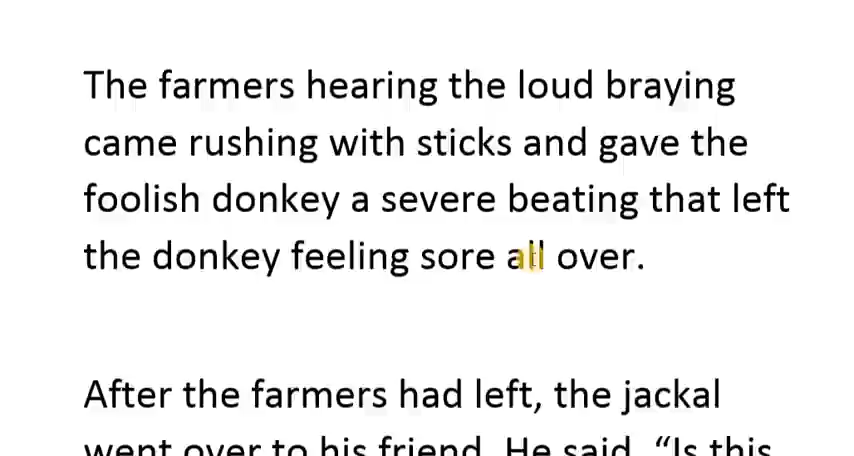 The farmers hearing the loud braying
came rushing with sticks and gave the
foolish donkey a severe beating that left
the donkey feeling sore all over.
After the farmers had left, the jackal
went over to his friend. He said, “Is this